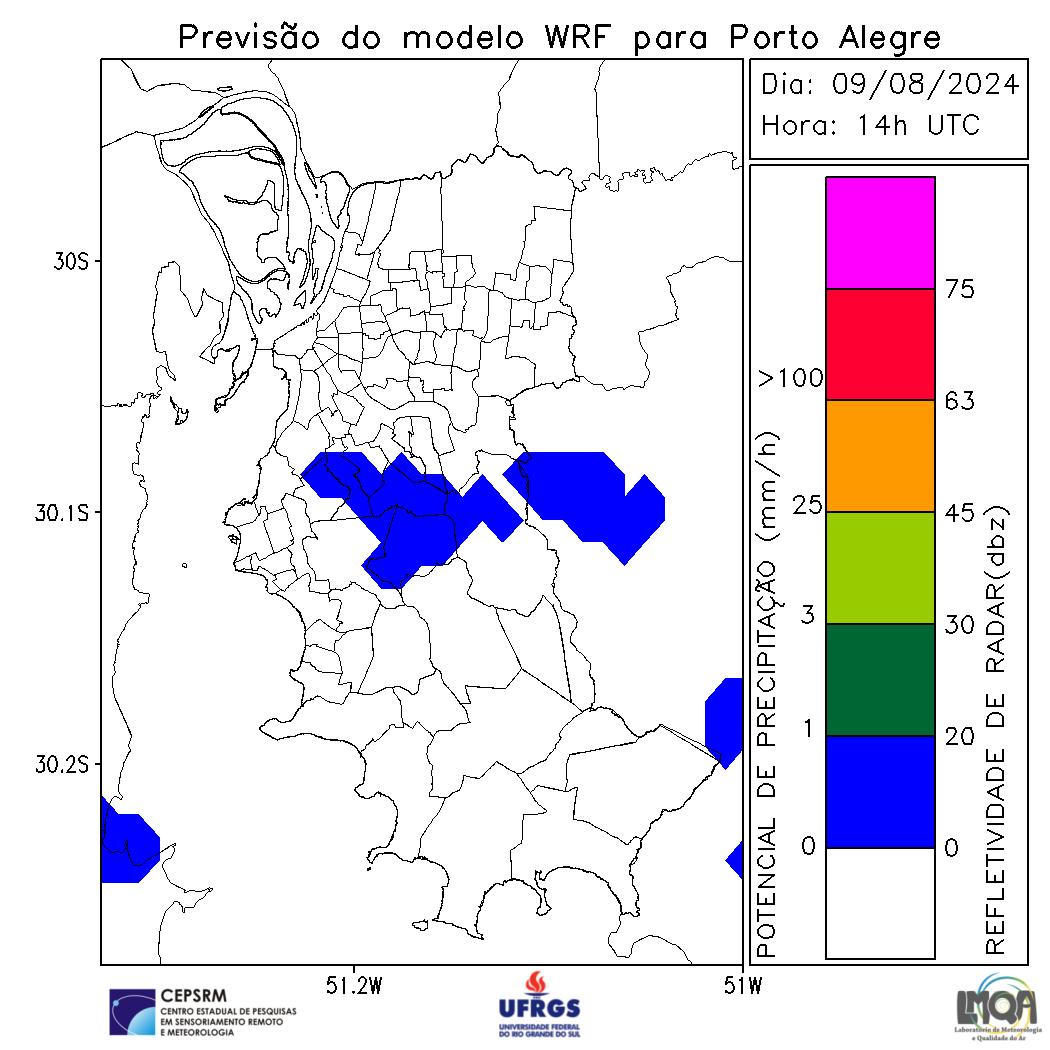 Previsão do modelo WRF para Porto Alegre
Dia: 09/08/2024
Hora: 14h UTC
30S
30.1S
30.2S
51.2W
51W
POTENCIAL DE PRECIPITAÇÃO (mm/h)
>100
25
3
1
0
75
63
45
30
20
0
REFLETIVIDADE DE RADAR(dbz)
CEPSRM
CENTRO ESTADUAL DE PESQUISAS
EM SENSORIAMENTO REMOTO
E METEOROLOGIA
UFRGS
UNIVERSIDADE FEDERAL
DO RIO GRANDE DO SUL
LMQA
Laboratório de Meteorologia
e Qualidade do Ar